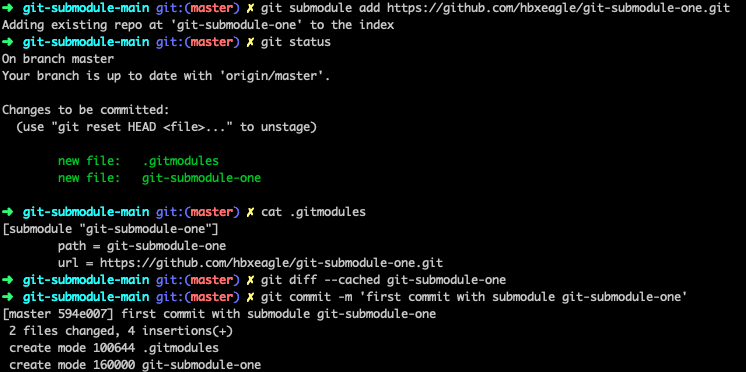 ➜ git-submodule-main git:(master) ✗ git submodule add https://github.com/hbxeagle/git-submodule-one.git
Adding existing repo at 'git-submodule-one' to the index
➜ git-submodule-main git:(master) ✗ git status
On branch master
Your branch is up to date with 'origin/master'.

Changes to be committed:
  (use "git reset HEAD <file>..." to unstage)

        new file:   .gitmodules
        new file:   git-submodule-one

➜ git-submodule-main git:(master) ✗ cat .gitmodules
[submodule "git-submodule-one"]
        path = git-submodule-one
        url = https://github.com/hbxeagle/git-submodule-one.git
➜ git-submodule-main git:(master) ✗ git diff --cached git-submodule-one
➜ git-submodule-main git:(master) ✗ git commit -m 'first commit with submodule git-submodule-one'
[master 594e007] first commit with submodule git-submodule-one
 2 files changed, 4 insertions(+)
 create mode 100644 .gitmodules
 create mode 160000 git-submodule-one